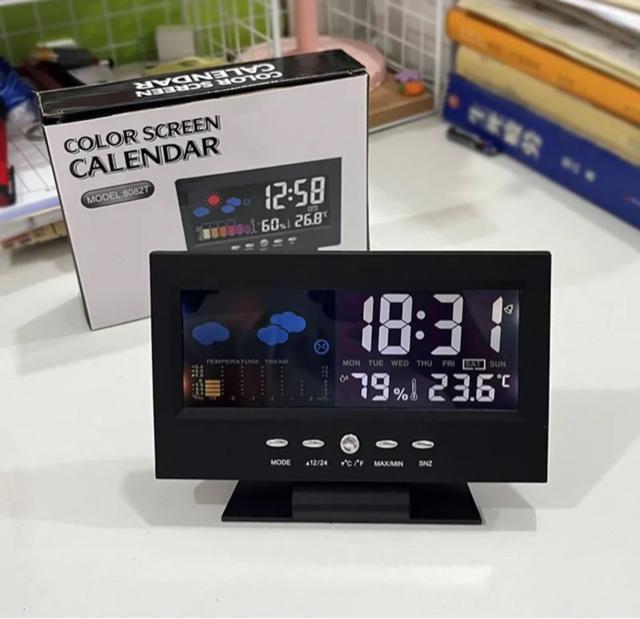 COLOR SCREEN
CALENDAR
COLOR SCREEN
CALENDAR
MODEL:8082T
12:58
60%
26.8°C
18:31
MON TUE WED THU FRI SAT SUN
TEMPERATURE TREND
79% 23.6°C
MODE ▲12/24 ▼°C/°F MAX/MIN SNZ